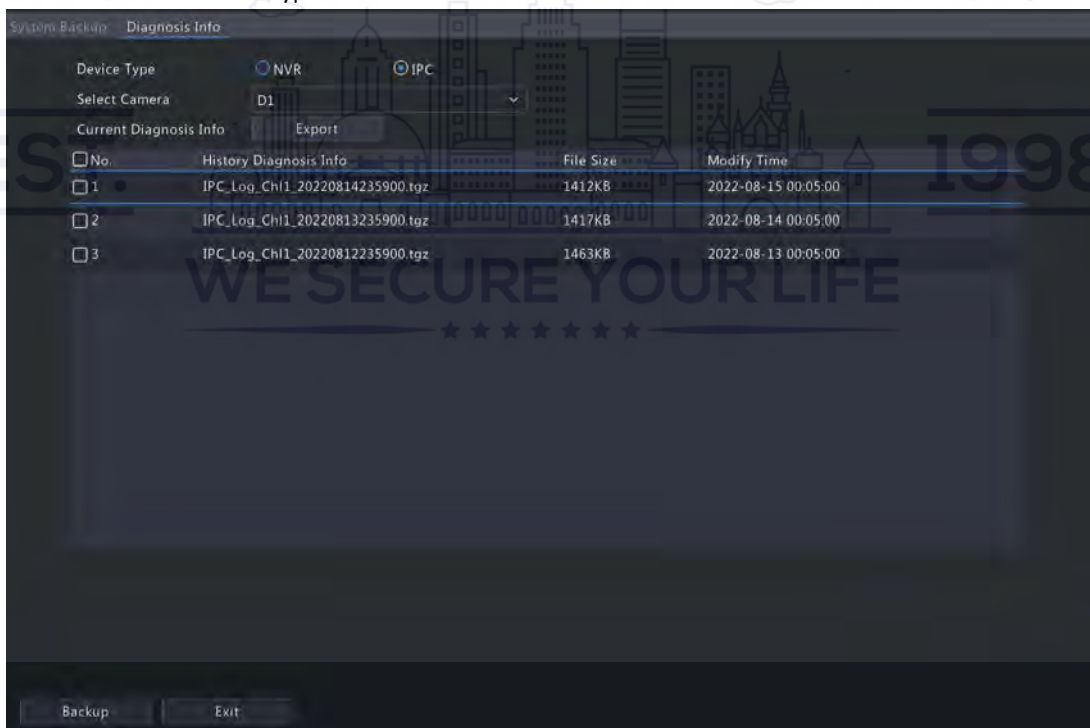 System Backup Diagnosis Info
Device Type NVR IPC
Select Camera D1
Current Diagnosis Info Export
No. History Diagnosis Info File Size Modify Time
1 IPC_Log_Chl1_20220814235900.tgz 1412KB 2022-08-15 00:05:00
2 IPC_Log_Chl1_20220813235900.tgz 1417KB 2022-08-14 00:05:00
3 IPC_Log_Chl1_20220812235900.tgz 1463KB 2022-08-13 00:05:00
EST. 1998
WE SECURE YOUR LIFE
Backup Exit